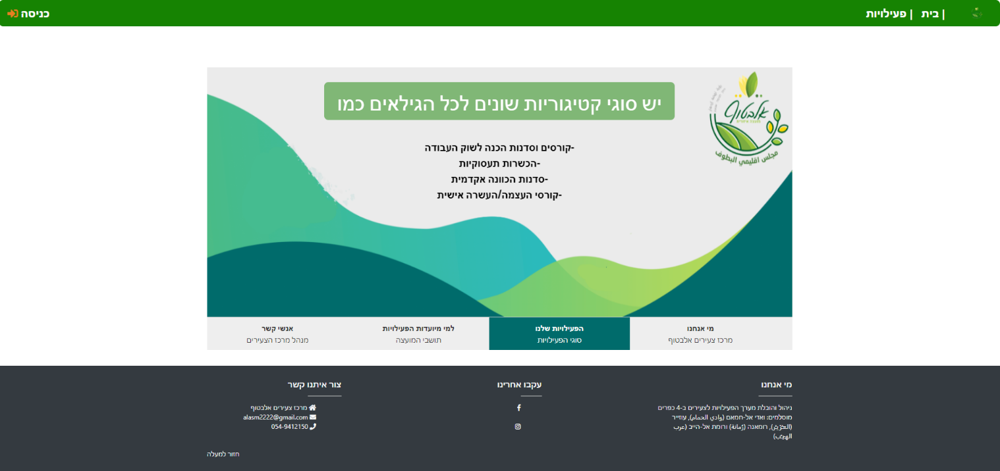 | בית | פעילויות
כניסה
יש סוגי קטיגוריות שונים לכל הגילאים כמו
-קורסים וסדנות הכנה לשוק העבודה
-הכשרות תעסוקיות
-סדנות הכוונה אקדמית
-קורסי העצמה/העשרה אישית
אלבטוף
מועצה אזורית
مجلس اقليمي البطوف
מי אנחנו
מרכז צעירים אלבטוף
הפעילויות שלנו
סוגי הפעילויות
למי מיועדות הפעילויות
תושבי המועצה
אנשי קשר
מנהל מרכז הצעירים
מי אנחנו
ניהול והובלת מערך הפעילויות לצעירים ב-4 כפרים
מוסלמים: ואדי אל-חמאם (وادي الحمام), עוזייר
(العُزَيْر), רומאנה (رُمانة) ורומת אל-הייב (عرب
الهيب)
עקבו אחרינו
צור איתנו קשר
מרכז צעירים אלבטוף
alasm2222@gmail.com
054-9412150
חזור למעלה